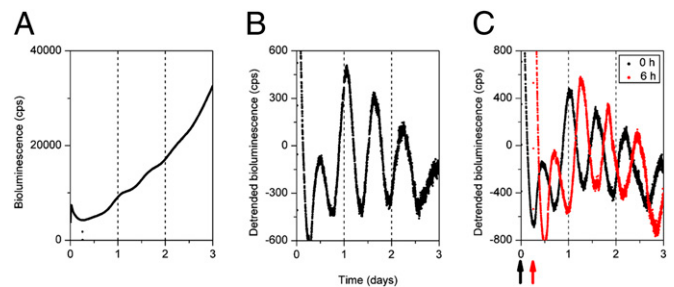 A
B
C
Bioluminescence (cps)
40000
20000
0
0 1 2 3
Detrended bioluminescence (cps)
600
300
0
-300
-600
0 1 2 3
Time (days)
Detrended bioluminescence (cps)
800
400
0
-400
-800
0 1 2 3
0 h
6 h